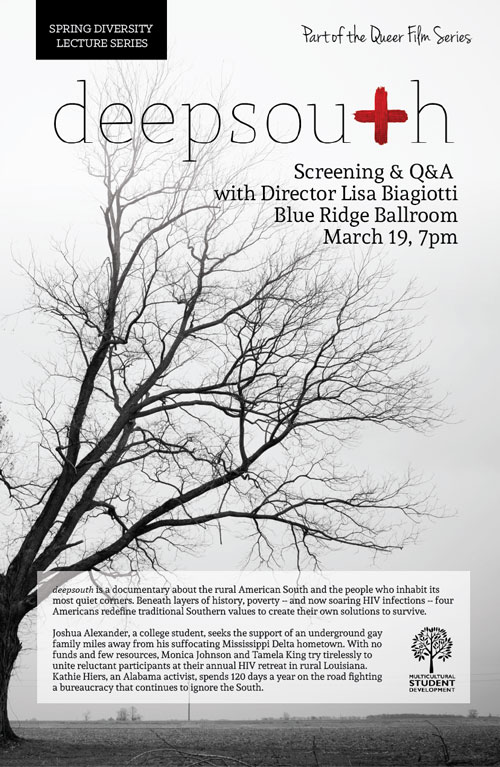 SPRING DIVERSITY
LECTURE SERIES
Part of the Queer Film Series
deepsouth
Screening & Q&A
with Director Lisa Biagiotti
Blue Ridge Ballroom
March 19, 7pm
deepsouth is a documentary about the rural American South and the people who inhabit its
most quiet corners. Beneath layers of history, poverty -- and now soaring HIV infections -- four
Americans redefine traditional Southern values to create their own solutions to survive.
Joshua Alexander, a college student, seeks the support of an underground gay
family miles away from his suffocating Mississippi Delta hometown. With no
funds and few resources, Monica Johnson and Tamela King try tirelessly to
unite reluctant participants at their annual HIV retreat in rural Louisiana.
Kathie Hiers, an Alabama activist, spends 120 days a year on the road fighting
a bureaucracy that continues to ignore the South.
MULTICULTURAL
STUDENT
DEVELOPMENT